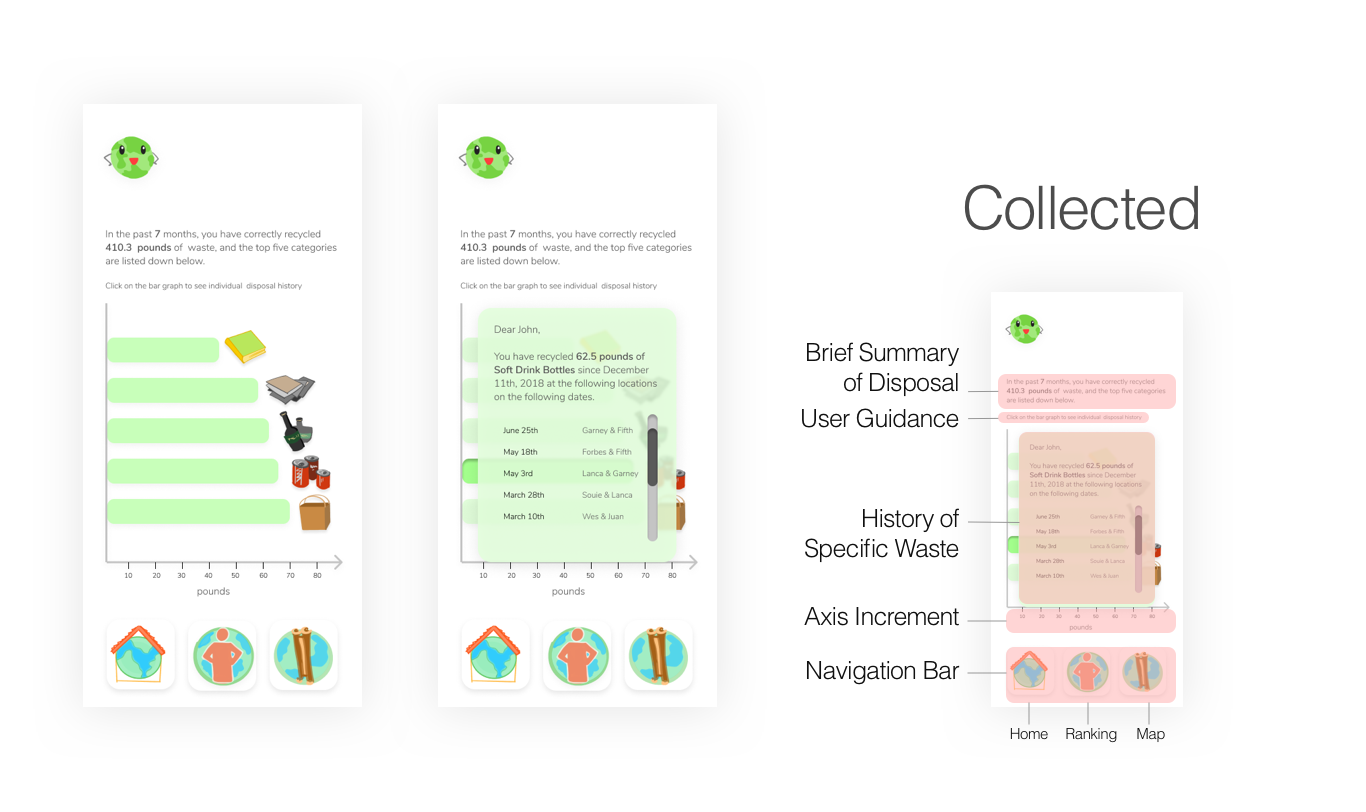 In the past 7 months, you have correctly recycled
410.3 pounds of waste, and the top five categories
are listed down below.
Click on the bar graph to see individual disposal history
10 20 30 40 50 60 70 80
pounds
In the past 7 months, you have correctly recycled
410.3 pounds of waste, and the top five categories
are listed down below.
Click on the bar graph to see individual disposal history
Dear John,
You have recycled 62.5 pounds of
Soft Drink Bottles since December
11th, 2018 at the following locations
on the following dates.
June 25th Garney & Fifth
May 18th Forbes & Fifth
May 3rd Lanca & Garney
March 28th Souie & Lanca
March 10th Wes & Juan
10 20 30 40 50 60 70 80
pounds
Collected
Brief Summary
of Disposal
User Guidance
History of
Specific Waste
Axis Increment
Navigation Bar
In the past 7 months, you have correctly recycled
410.3 pounds of waste, and the top five categories
are listed down below.
Click on the bar graph to see individual disposal history
Dear John,
You have recycled 62.5 pounds of
Soft Drink Bottles since December
11th, 2018 at the following locations
on the following dates.
June 25th Garney & Fifth
May 18th Forbes & Fifth
May 3rd Lanca & Garney
March 28th Souie & Lanca
March 10th Wes & Juan
10 20 30 40 50 60 70 80
pounds
Home Ranking Map